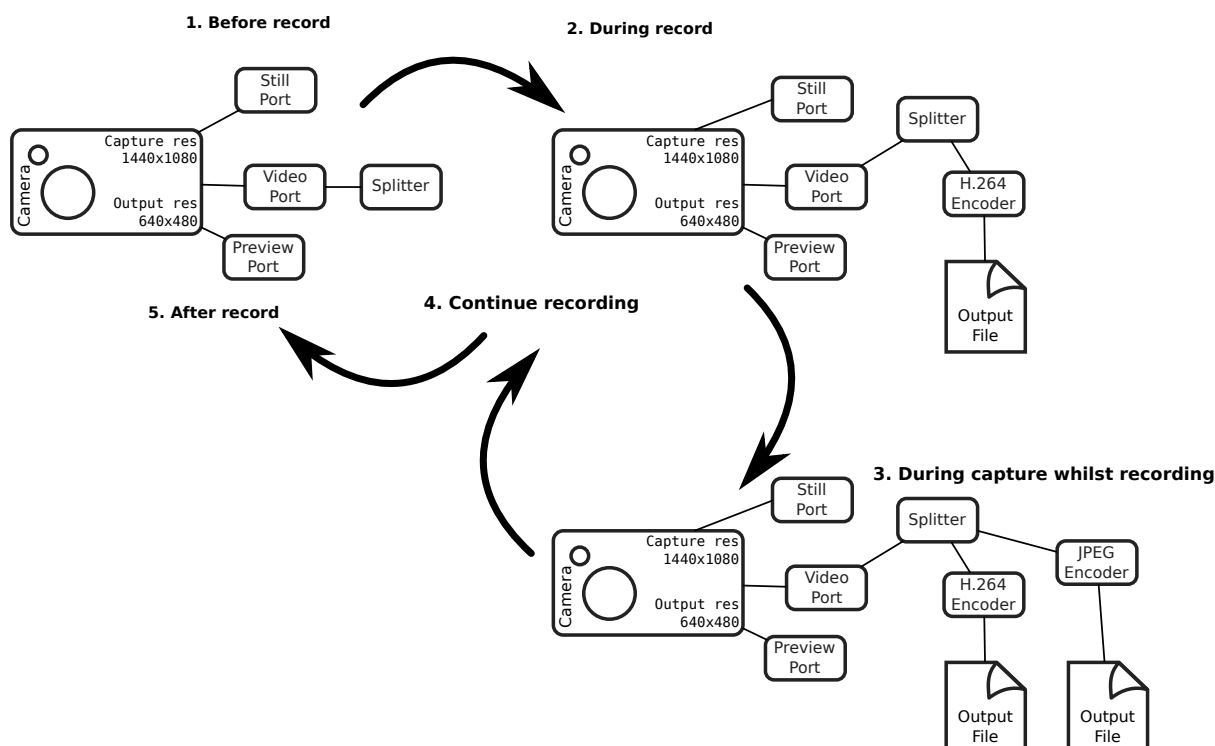 1. Before record
Still
Port
Capture res
1440x1080
Camera
Video
Port
Splitter
Output res
640x480
Preview
Port
2. During record
Still
Port
Splitter
Capture res
1440x1080
Camera
Video
Port
H.264
Encoder
Output res
640x480
Preview
Port
Output
File
5. After record
4. Continue recording
3. During capture whilst recording
Still
Port
Splitter
Capture res
1440x1080
Camera
Video
Port
H.264
Encoder
JPEG
Encoder
Output res
640x480
Preview
Port
Output
File
Output
File